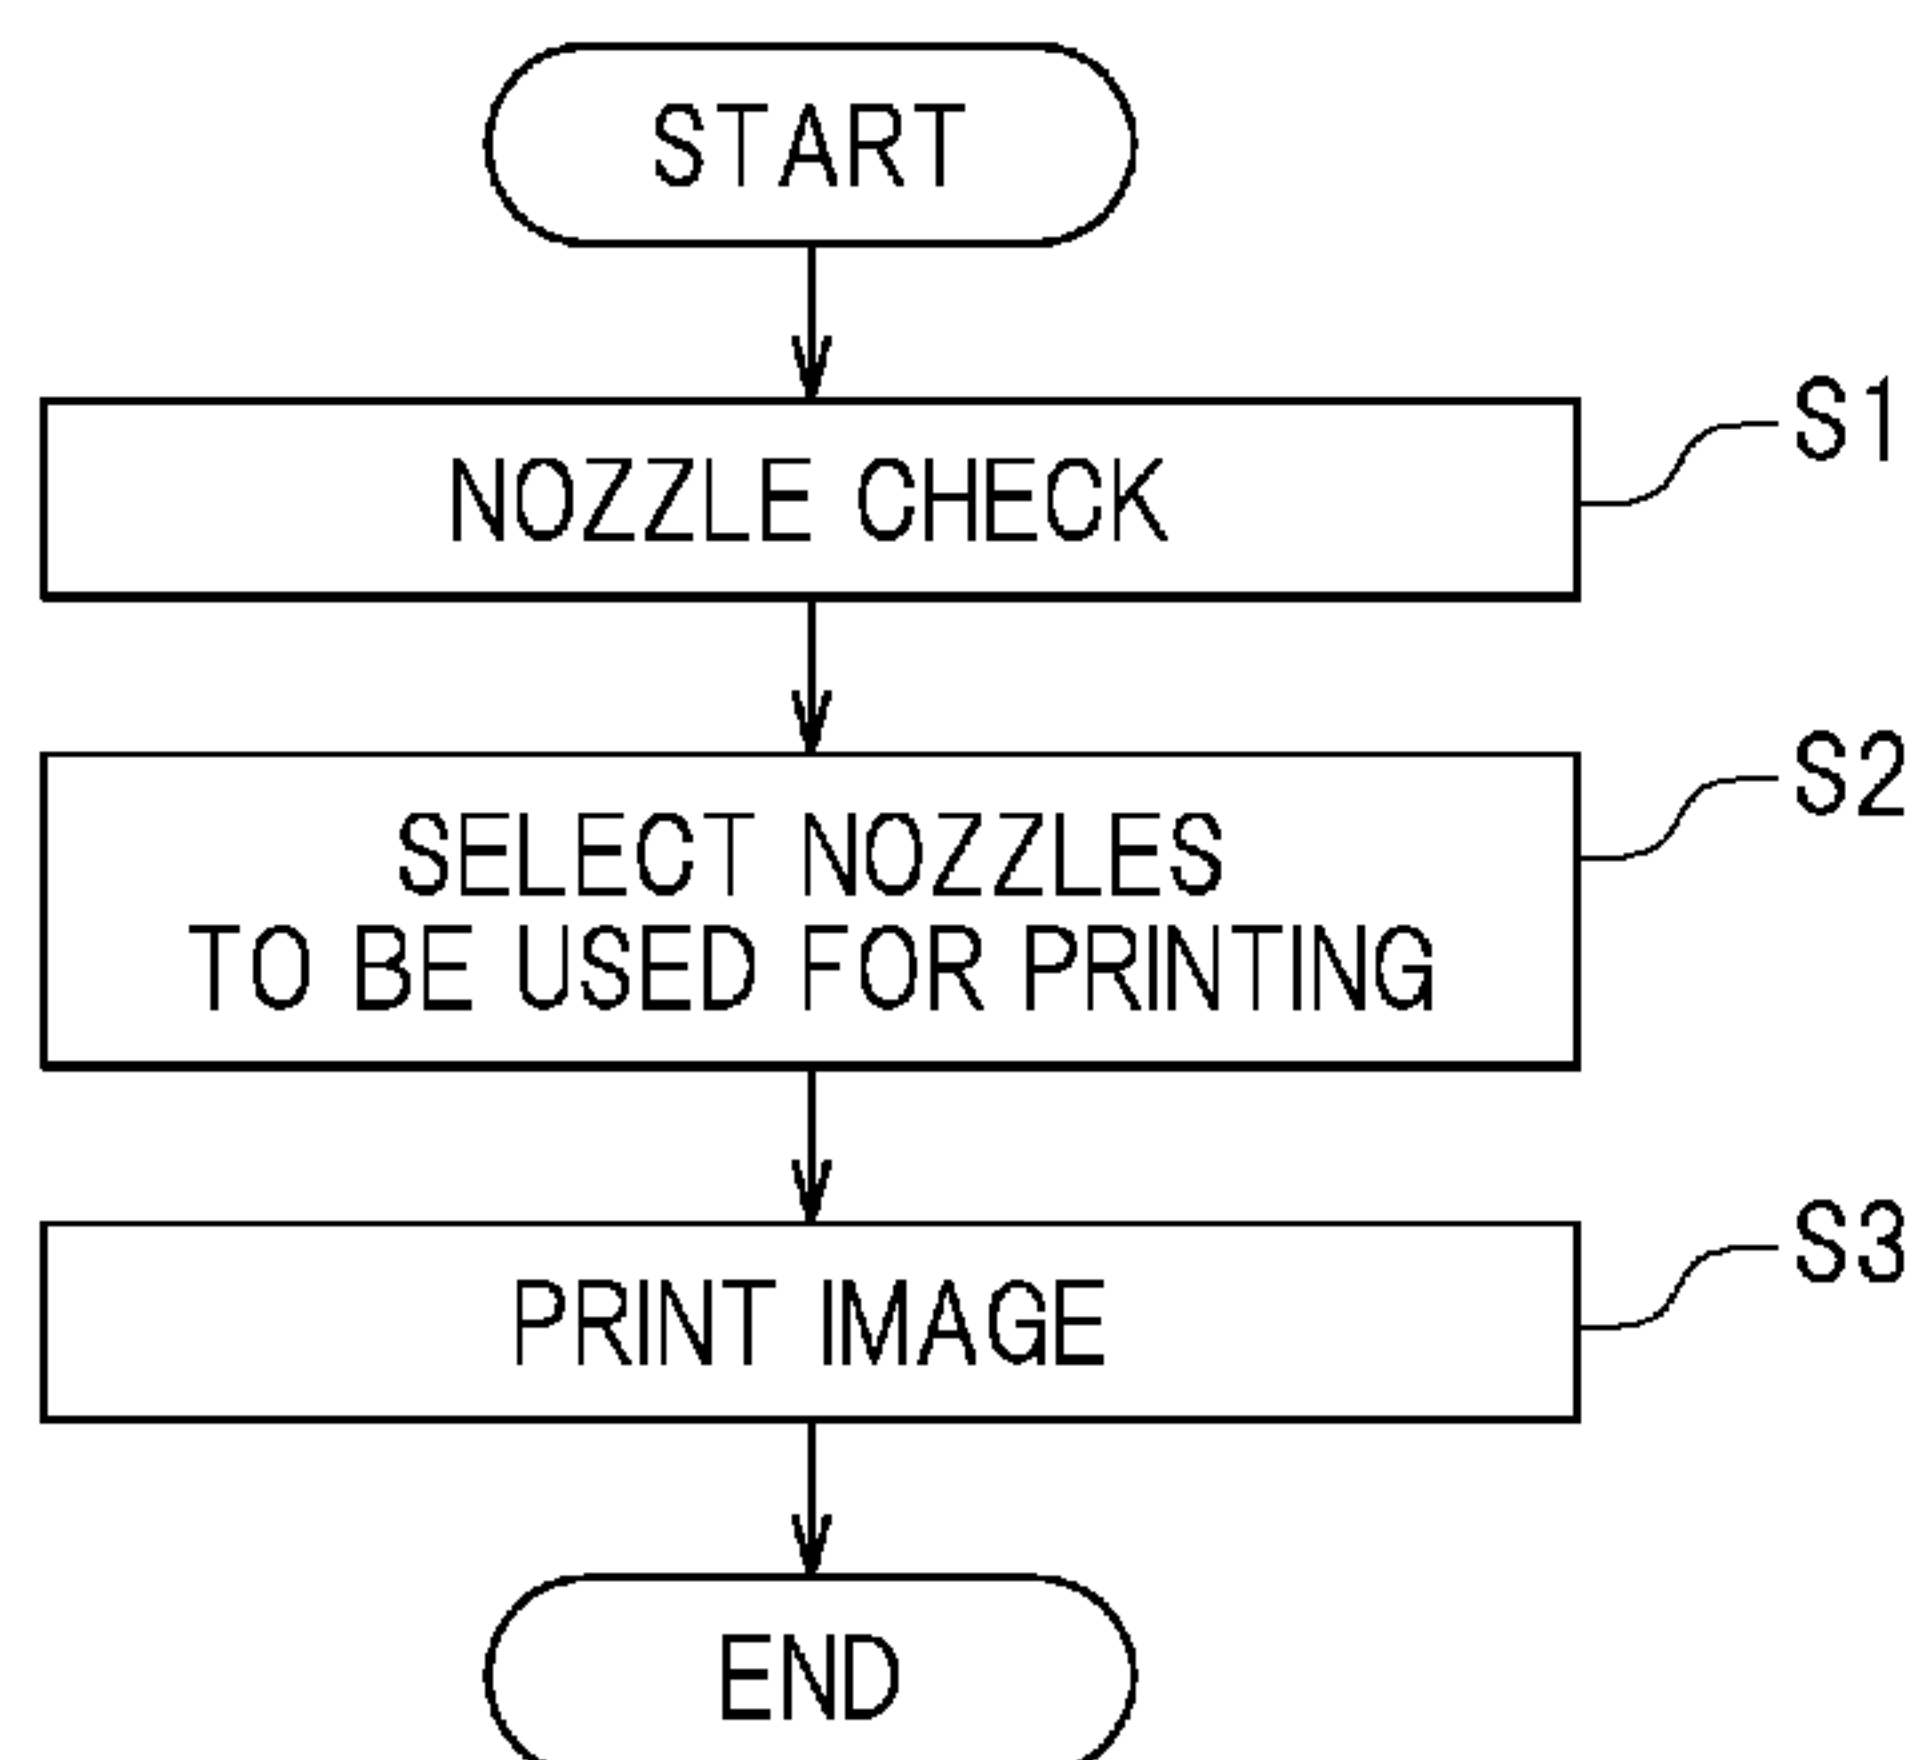 START
NOZZLE CHECK
S1
SELECT NOZZLES
TO BE USED FOR PRINTING
S2
PRINT IMAGE
S3
END